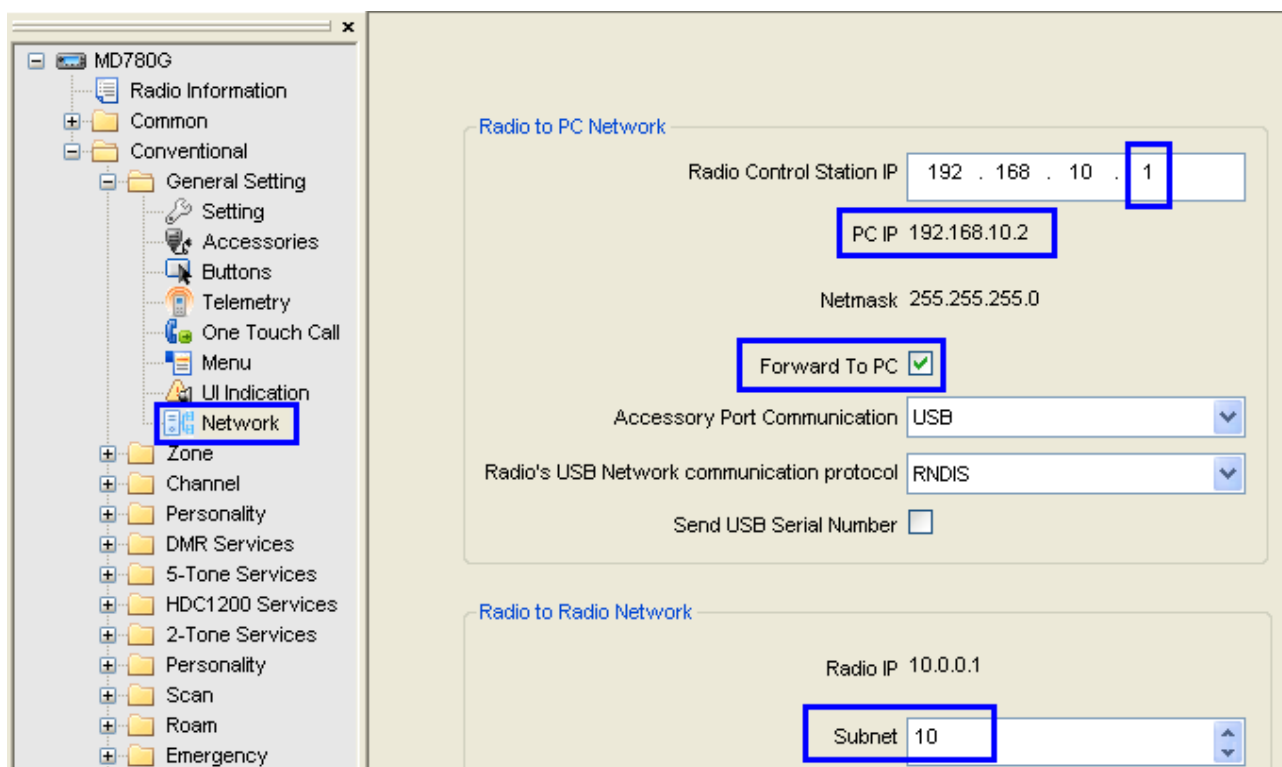 MD780G
Radio Information
Common
Conventional
General Setting
Setting
Accessories
Buttons
Telemetry
One Touch Call
Menu
UI Indication
Network
Zone
Channel
Personality
DMR Services
5-Tone Services
HDC1200 Services
2-Tone Services
Personality
Scan
Roam
Emergency
Radio to PC Network
Radio Control Station IP 192 . 168 . 10 . 1
PC IP 192.168.10.2
Netmask 255.255.255.0
Forward To PC
Accessory Port Communication USB
Radio's USB Network communication protocol RNDIS
Send USB Serial Number
Radio to Radio Network
Radio IP 10.0.0.1
Subnet 10